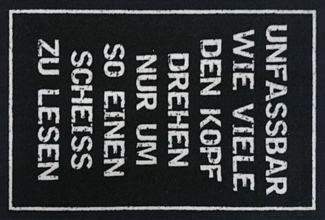 UNFASSBAR
WIE VIELE
DEN KOPF
DREHEN
NUR UM
SO EINEN
SCHEISS
ZU LESEN